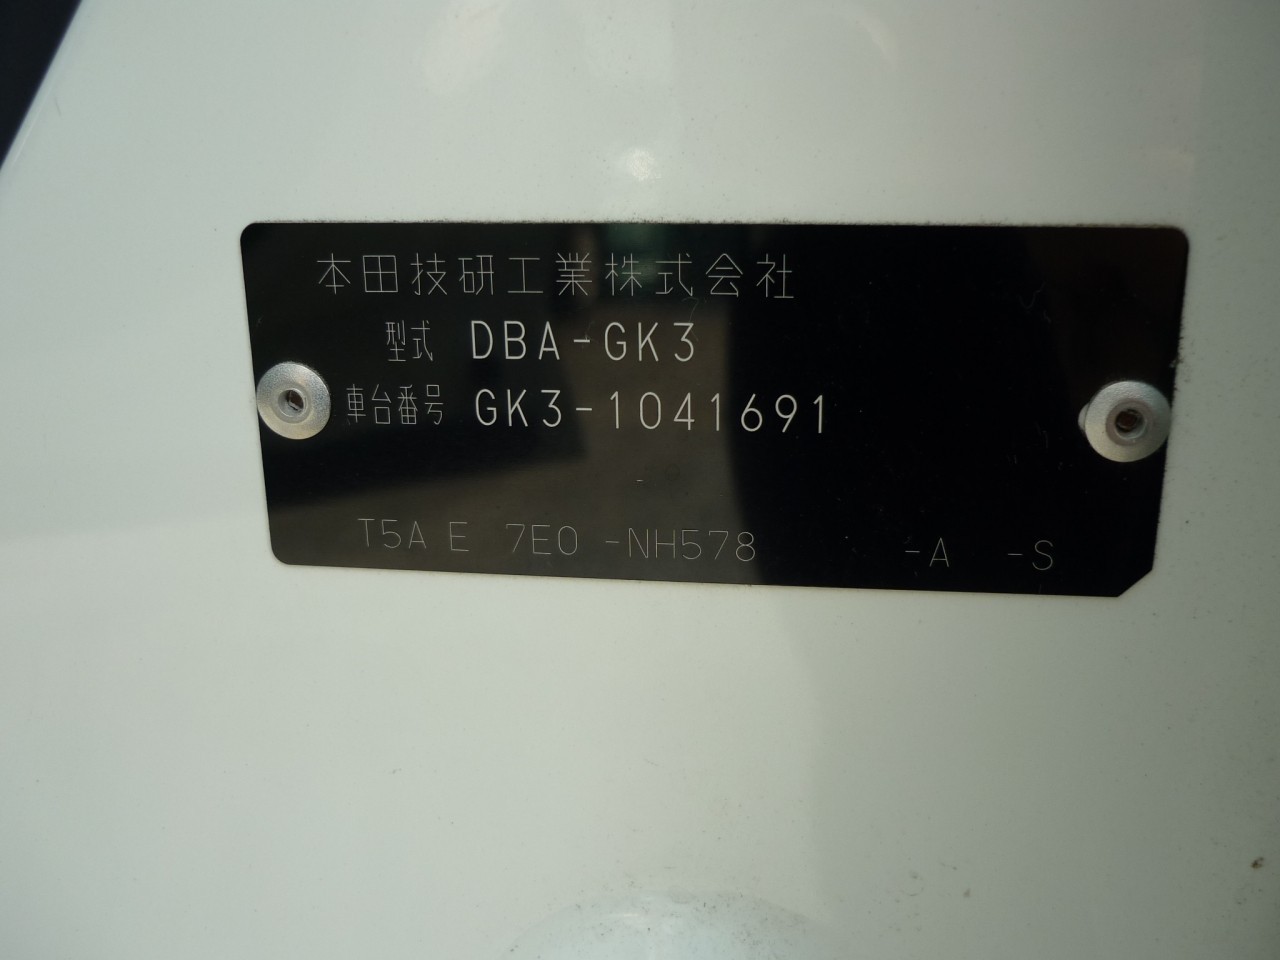 本田技研工業株式会社
型式 DBA-GK3
車台番号 GK3-1041691
-
T5A E 7E0 -NH578 -A -S